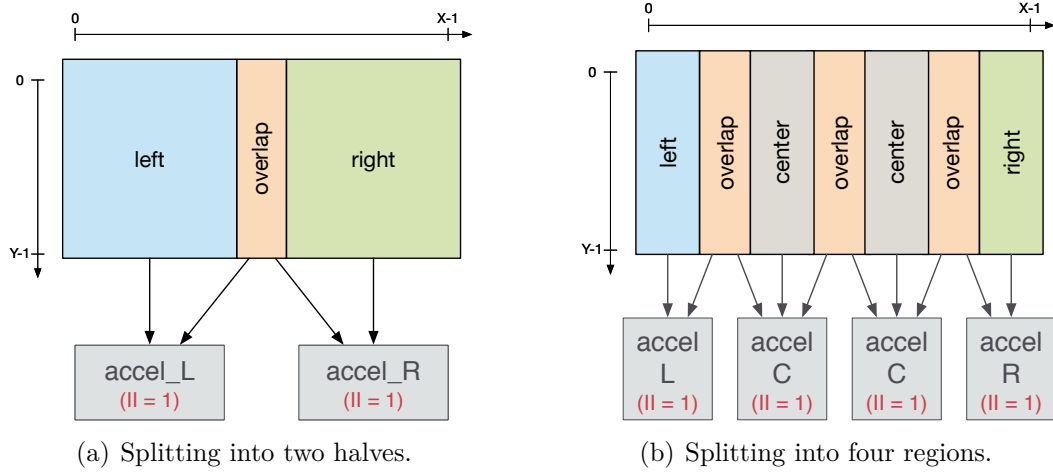 0
X-1
0
left
overlap
right
Y-1
accel_L
(II = 1)
accel_R
(II = 1)
(a) Splitting into two halves.
0
X-1
0
left
overlap
center
overlap
center
overlap
right
Y-1
accel
L
(II = 1)
accel
C
(II = 1)
accel
C
(II = 1)
accel
R
(II = 1)
(b) Splitting into four regions.